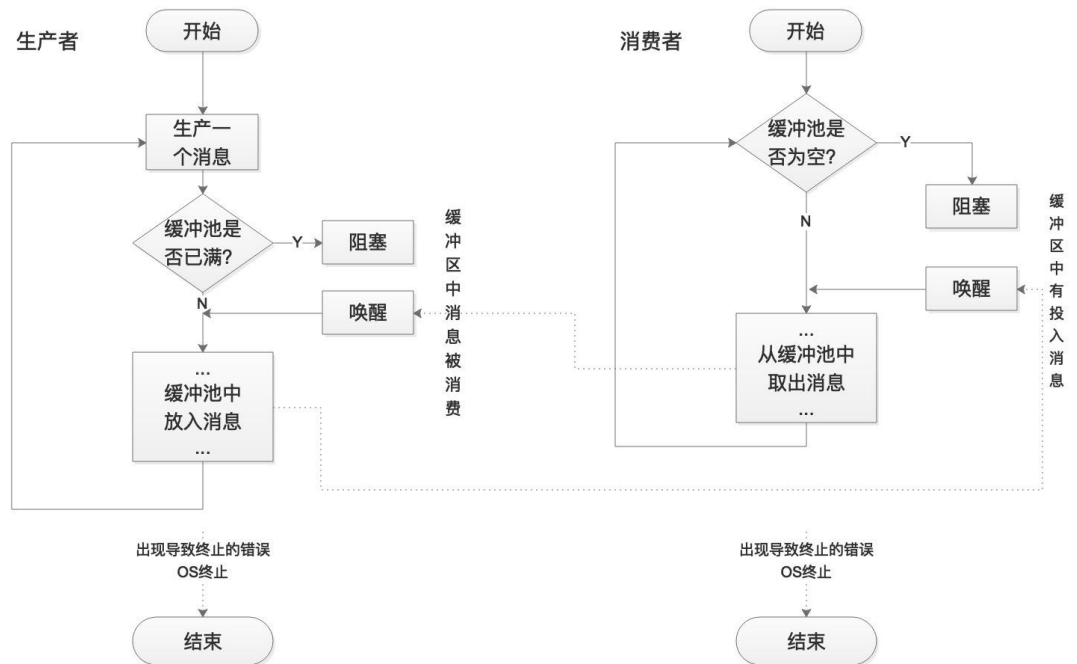 生产者
开始
生产一
个消息
缓冲池是
否已满?
Y
阻塞
N
唤醒
缓冲区中消息被消费
...
缓冲池中
放入消息
...
出现导致终止的错误
OS终止
结束
消费者
开始
缓冲池是
否为空?
Y
阻塞
N
唤醒
缓冲区中有投入消息
...
从缓冲池中
取出消息
...
出现导致终止的错误
OS终止
结束